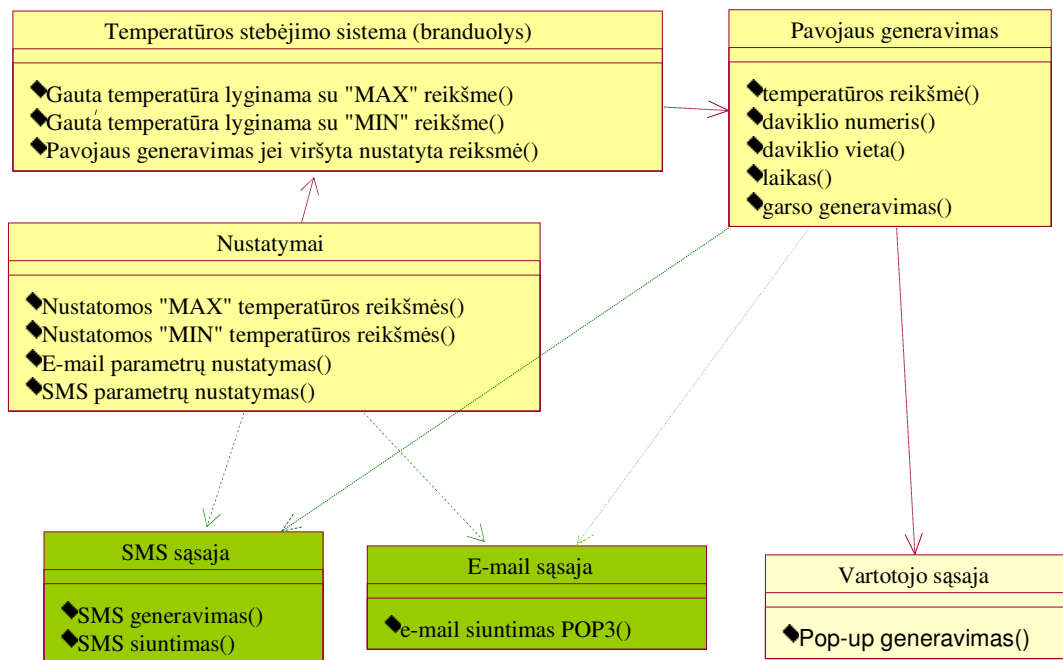 Temperatūros stebėjimo sistema (branduolys)
Gauta temperatūra lyginama su "MAX" reikšme()
Gauta temperatūra lyginama su "MIN" reikšme()
Pavojaus generavimas jei viršyta nustatyta reiksmė()
Pavojaus generavimas
temperatūros reikšmė()
daviklio numeris()
daviklio vieta()
laikas()
garso generavimas()
Nustatymai
Nustatomos "MAX" temperatūros reikšmės()
Nustatomos "MIN" temperatūros reikšmės()
E-mail parametrų nustatymas()
SMS parametrų nustatymas()
SMS sąsaja
SMS generavimas()
SMS siuntimas()
E-mail sąsaja
e-mail siuntimas POP3()
Vartotojo sąsaja
Pop-up generavimas()